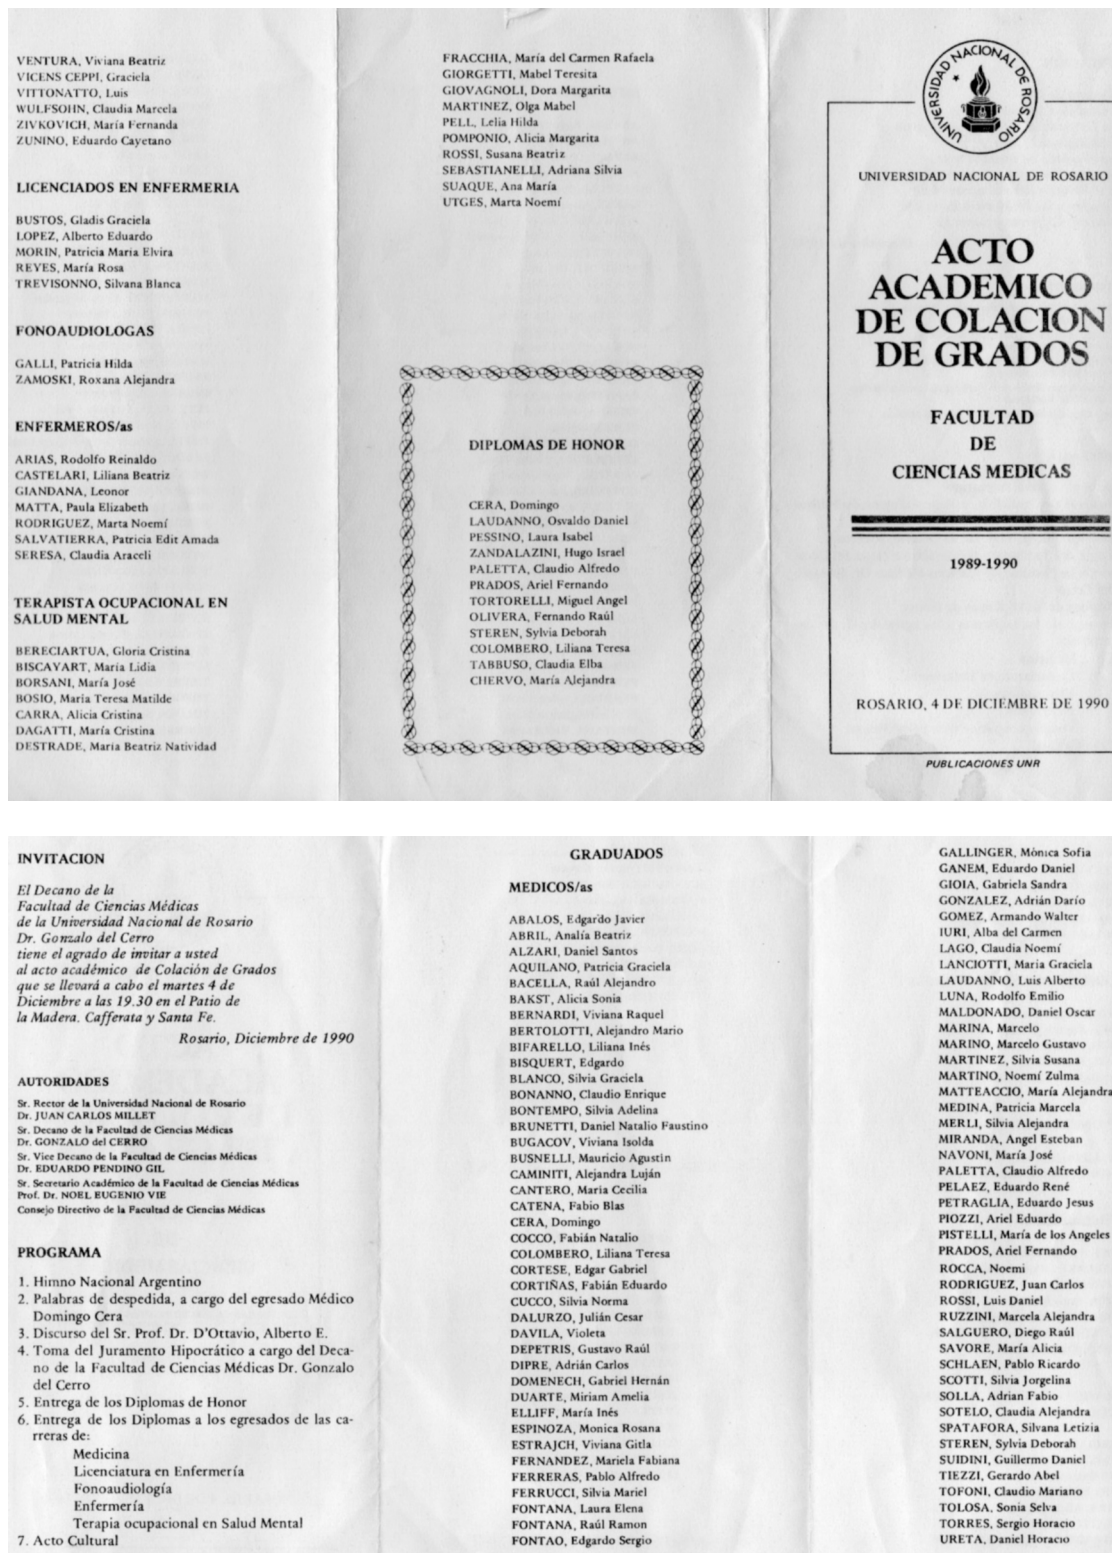 VENTURA, Viviana Beatriz
VICENS CEPPI, Graciela
VITTONATTO, Luis
WULFSOHN, Claudia Marcela
ZIVKOVICH, María Fernanda
ZUNINO, Eduardo Cayetano
LICENCIADOS EN ENFERMERIA
BUSTOS, Gladis Graciela
LOPEZ, Alberto Eduardo
MORIN, Patricia María Elvira
REYES, María Rosa
TREVISONNO, Silvana Blanca
FONOAUDIOLOGAS
GALLI, Patricia Hilda
ZAMOSKI, Roxana Alejandra
ENFERMEROS/as
ARIAS, Rodolfo Reinaldo
CASTELARI, Liliana Beatriz
GIANDANA, Leonor
MATTA, Paula Elizabeth
RODRIGUEZ, Marta Noemí
SALVATIERRA, Patricia Edit Amada
SERESA, Claudia Araceli
TERAPISTA OCUPACIONAL EN
SALUD MENTAL
BERECIARTUA, Gloria Cristina
BISCAYART, María Lidia
BORSANI, María José
BOSIO, María Teresa Matilde
CARRA, Alicia Cristina
DAGATTI, María Cristina
DESTRADE, María Beatriz Natividad
FRACCHIA, María del Carmen Rafaela
GIORGETTI, Mabel Teresita
GIOVAGNOLI, Dora Margarita
MARTINEZ, Olga Mabel
PELL, Lelia Hilda
POMPONIO, Alicia Margarita
ROSSI, Susana Beatriz
SEBASTIANELLI, Adriana Silvia
SUAQUE, Ana María
UTGES, Marta Noemí
DIPLOMAS DE HONOR
CERA, Domingo
LAUDANNO, Osvaldo Daniel
PESSINO, Laura Isabel
ZANDALAZINI, Hugo Israel
PALETTA, Claudio Alfredo
PRADOS, Ariel Fernando
TORTORELLI, Miguel Angel
OLIVERA, Fernando Raúl
STEREN, Sylvia Deborah
COLOMBERO, Liliana Teresa
TABBUSO, Claudia Elba
CHERVO, María Alejandra
UNIVERSIDAD NACIONAL DE ROSARIO
UNIVERSIDAD NACIONAL DE ROSARIO
ACTO
ACADEMICO
DE COLACION
DE GRADOS
FACULTAD
DE
CIENCIAS MEDICAS
1989-1990
ROSARIO, 4 DE DICIEMBRE DE 1990
PUBLICACIONES UNR
INVITACION
El Decano de la
Facultad de Ciencias Médicas
de la Universidad Nacional de Rosario
Dr. Gonzalo del Cerro
tiene el agrado de invitar a usted
al acto académico de Colación de Grados
que se llevará a cabo el martes 4 de
Diciembre a las 19.30 en el Patio de
la Madera. Cafferata y Santa Fe.
Rosario, Diciembre de 1990
AUTORIDADES
Sr. Rector de la Universidad Nacional de Rosario
Dr. JUAN CARLOS MILLET
Sr. Decano de la Facultad de Ciencias Médicas
Dr. GONZALO del CERRO
Sr. Vice Decano de la Facultad de Ciencias Médicas
Dr. EDUARDO PENDINO GIL
Sr. Secretario Académico de la Facultad de Ciencias Médicas
Prof. Dr. NOEL EUGENIO VIE
Consejo Directivo de la Facultad de Ciencias Médicas
PROGRAMA
1. Himno Nacional Argentino
2. Palabras de despedida, a cargo del egresado Médico
Domingo Cera
3. Discurso del Sr. Prof. Dr. D'Ottavio, Alberto E.
4. Toma del Juramento Hipocrático a cargo del Deca-
no de la Facultad de Ciencias Médicas Dr. Gonzalo
del Cerro
5. Entrega de los Diplomas de Honor
6. Entrega de los Diplomas a los egresados de las ca-
rreras de:
Medicina
Licenciatura en Enfermería
Fonoaudiología
Enfermería
Terapia ocupacional en Salud Mental
7. Acto Cultural
GRADUADOS
MEDICOS/as
ABALOS, Edgardo Javier
ABRIL, Analía Beatriz
ALZARI, Daniel Santos
AQUILANO, Patricia Graciela
BACELLA, Raúl Alejandro
BAKST, Alicia Sonia
BERNARDI, Viviana Raquel
BERTOLOTTI, Alejandro Mario
BIFARELLO, Liliana Inés
BISQUERT, Edgardo
BLANCO, Silvia Graciela
BONANNO, Claudio Enrique
BONTEMPO, Silvia Adelina
BRUNETTI, Daniel Natalio Faustino
BUGACOV, Viviana Isolda
BUSNELLI, Mauricio Agustín
CAMINITI, Alejandra Luján
CANTERO, María Cecilia
CATENA, Fabio Blas
CERA, Domingo
COCCO, Fabián Natalio
COLOMBERO, Liliana Teresa
CORTESE, Edgar Gabriel
CORTIÑAS, Fabián Eduardo
CUCCO, Silvia Norma
DALURZO, Julián Cesar
DAVILA, Violeta
DEPETRIS, Gustavo Raúl
DIPRE, Adrián Carlos
DOMENECH, Gabriel Hernán
DUARTE, Miriam Amelia
ELLIFF, María Inés
ESPINOZA, Monica Rosana
ESTRAJCH, Viviana Gitla
FERNANDEZ, Mariela Fabiana
FERRERAS, Pablo Alfredo
FERRUCCI, Silvia Mariel
FONTANA, Laura Elena
FONTANA, Raúl Ramon
FONTAO, Edgardo Sergio
GALLINGER, Mónica Sofia
GANEM, Eduardo Daniel
GIOIA, Gabriela Sandra
GONZALEZ, Adrián Darío
GOMEZ, Armando Walter
IURI, Alba del Carmen
LAGO, Claudia Noemí
LANCIOTTI, María Graciela
LAUDANNO, Luis Alberto
LUNA, Rodolfo Emilio
MALDONADO, Daniel Oscar
MARINA, Marcelo
MARINO, Marcelo Gustavo
MARTINEZ, Silvia Susana
MARTINO, Noemí Zulma
MATTEACCIO, María Alejandra
MEDINA, Patricia Marcela
MERLI, Silvia Alejandra
MIRANDA, Angel Esteban
NAVONI, María José
PALETTA, Claudio Alfredo
PELAEZ, Eduardo René
PETRAGLIA, Eduardo Jesus
PIOZZI, Ariel Eduardo
PISTELLI, María de los Angeles
PRADOS, Ariel Fernando
ROCCA, Noemi
RODRIGUEZ, Juan Carlos
ROSSI, Luis Daniel
RUZZINI, Marcela Alejandra
SALGUERO, Diego Raúl
SAVORE, María Alicia
SCHLAEN, Pablo Ricardo
SCOTTI, Silvia Jorgelina
SOLLA, Adrian Fabio
SOTELO, Claudia Alejandra
SPATAFORA, Silvana Letizia
STEREN, Sylvia Deborah
SUIDINI, Guillermo Daniel
TIEZZI, Gerardo Abel
TOFONI, Claudio Mariano
TOLOSA, Sonia Selva
TORRES, Sergio Horacio
URETA, Daniel Horacio